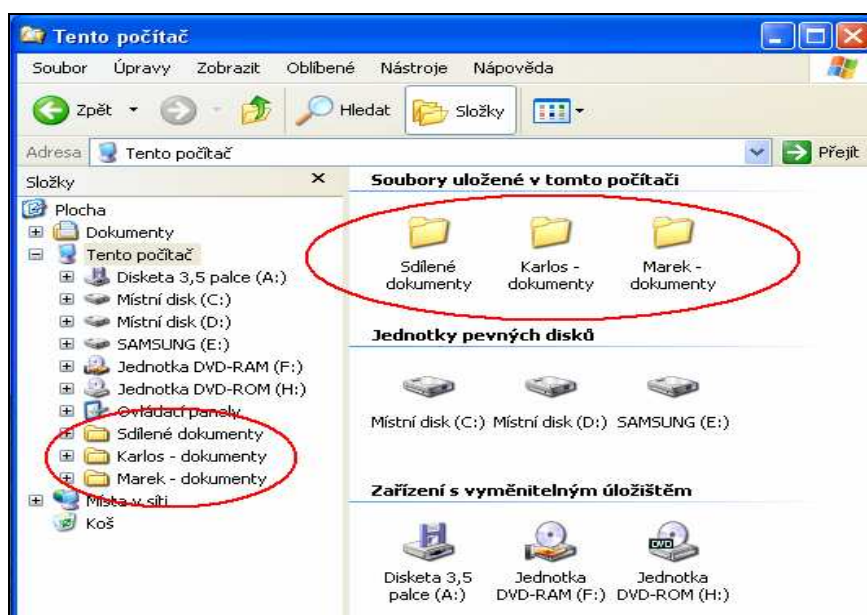 Tento počítač
Soubor Úpravy Zobrazit Oblíbené Nástroje Nápověda
Zpět Hledat Složky
Adresa Tento počítač Přejít
Složky
Plocha
Dokumenty
Tento počítač
Disketa 3,5 palce (A:)
Místní disk (C:)
Místní disk (D:)
SAMSUNG (E:)
Jednotka DVD-RAM (F:)
Jednotka DVD-ROM (H:)
Ovládací panely
Sdílené dokumenty
Karlos - dokumenty
Marek - dokumenty
Místa v síti
Koš
Soubory uložené v tomto počítači
Sdílené dokumenty
Karlos - dokumenty
Marek - dokumenty
Jednotky pevných disků
Místní disk (C:) Místní disk (D:) SAMSUNG (E:)
Zařízení s vyměnitelným úložištěm
DVD
Disketa 3,5 palce (A:)
Jednotka DVD-RAM (F:)
Jednotka DVD-ROM (H:)